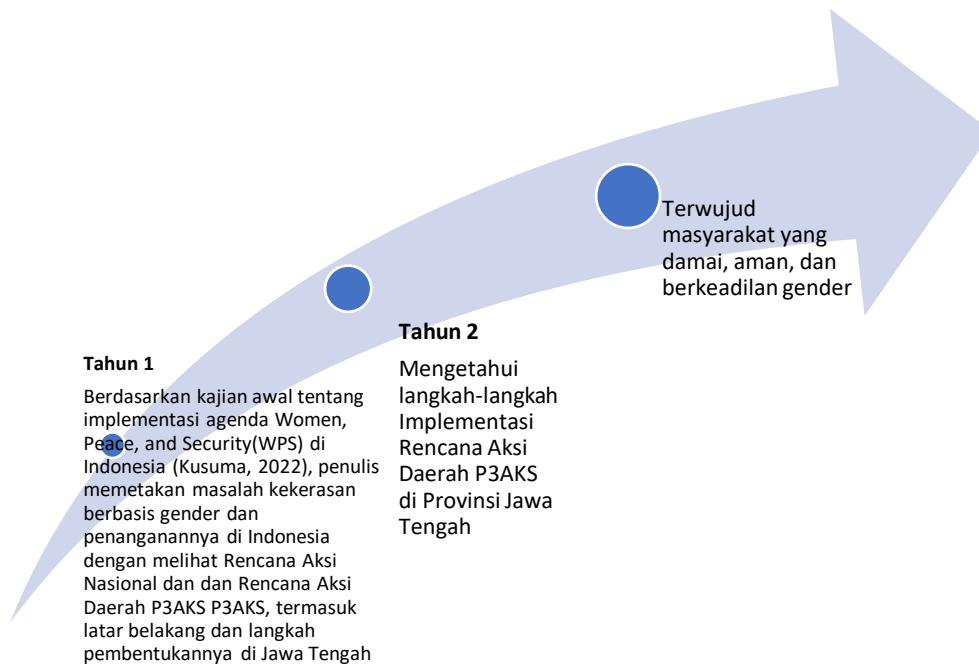 Tahun 1
Berdasarkan kajian awal tentang
implementasi agenda Women,
Peace, and Security(WPS) di
Indonesia (Kusuma, 2022), penulis
memetakan masalah kekerasan
berbasis gender dan
penanganannya di Indonesia
dengan melihat Rencana Aksi
Nasional dan dan Rencana Aksi
Daerah P3AKS P3AKS, termasuk
latar belakang dan langkah
pembentukannya di Jawa Tengah
Tahun 2
Mengetahui
langkah-langkah
Implementasi
Rencana Aksi
Daerah P3AKS
di Provinsi Jawa
Tengah
Terwujud
masyarakat yang
damai, aman, dan
berkeadilan gender